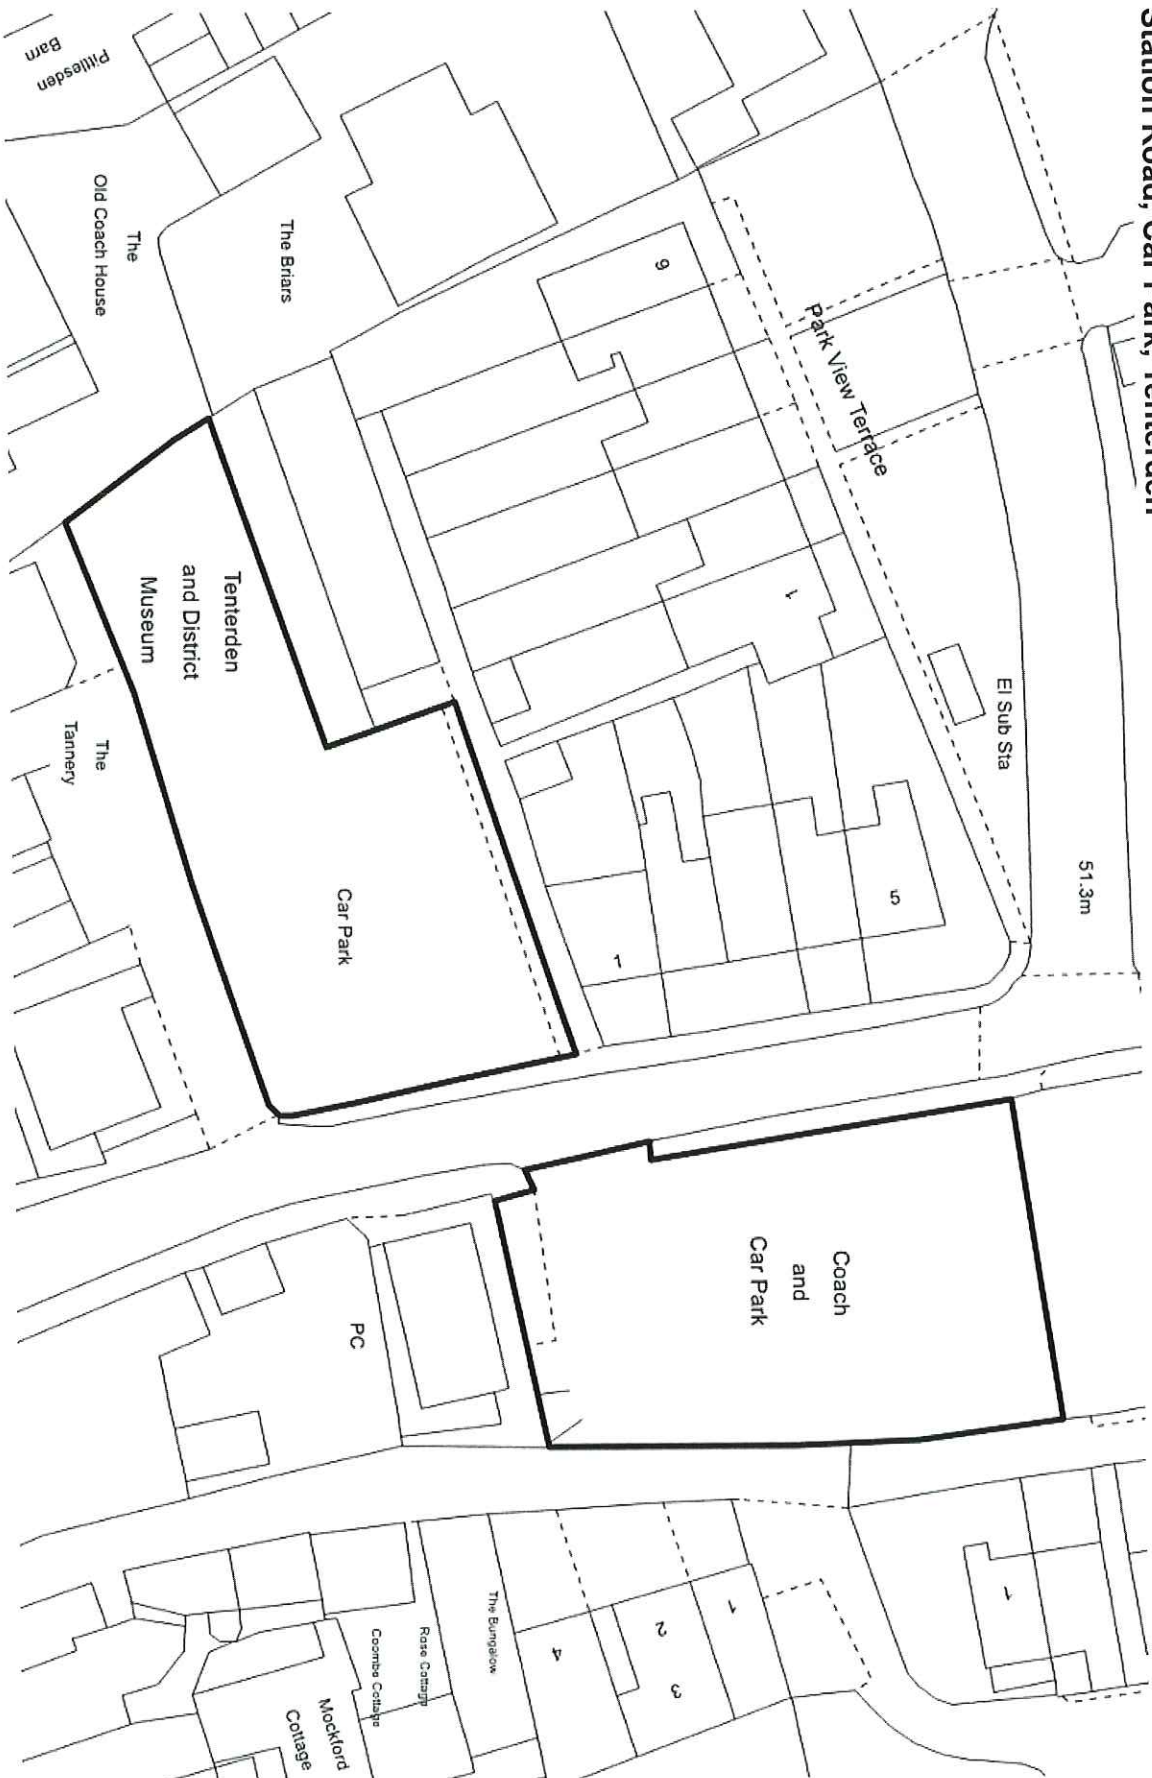 Station Road, Car Park, Tenterden
Pittlesden
Barn
The
Old Coach House
The Briars
9
Park View Terrace
1
El Sub Sta
51.3m
5
1
Tenterden
and District
Museum
The
Tannery
Car Park
Coach
and
Car Park
PC
1
1
2
3
4
The Bungalow
Rose Cottage
Coombe Cottage
Mockford
Cottage